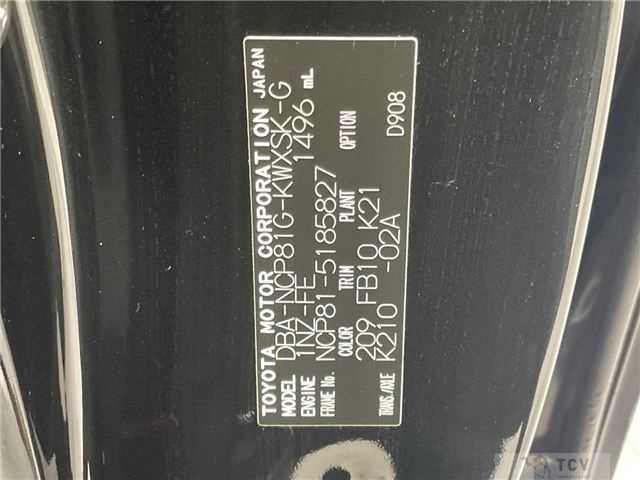 TOYOTA MOTOR CORPORATION JAPAN
MODEL DBA-NCP81G-KWXSK-G
ENGINE 1NZ-FE 1496 mL
FRAME No. NCP81-5185827
COLOR TRIM PLANT OPTION
209 FB10 K21
TRANS./AXLE K210 -02A D908
TCV